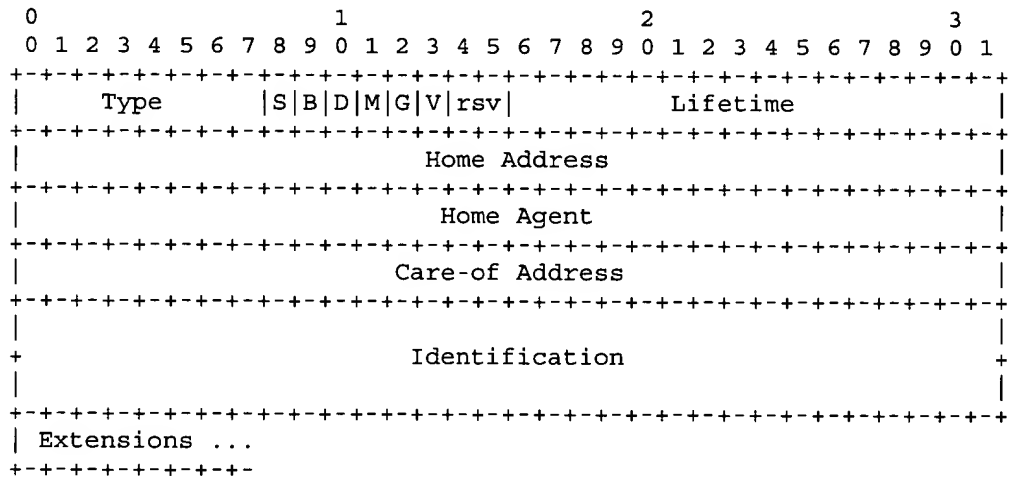 0                   1                   2                   3
 0 1 2 3 4 5 6 7 8 9 0 1 2 3 4 5 6 7 8 9 0 1 2 3 4 5 6 7 8 9 0 1
+-+-+-+-+-+-+-+-+-+-+-+-+-+-+-+-+-+-+-+-+-+-+-+-+-+-+-+-+-+-+-+-+
|     Type      |S|B|D|M|G|V|rsv|          Lifetime             |
+-+-+-+-+-+-+-+-+-+-+-+-+-+-+-+-+-+-+-+-+-+-+-+-+-+-+-+-+-+-+-+-+
|                          Home Address                         |
+-+-+-+-+-+-+-+-+-+-+-+-+-+-+-+-+-+-+-+-+-+-+-+-+-+-+-+-+-+-+-+-+
|                           Home Agent                          |
+-+-+-+-+-+-+-+-+-+-+-+-+-+-+-+-+-+-+-+-+-+-+-+-+-+-+-+-+-+-+-+-+
|                        Care-of Address                        |
+-+-+-+-+-+-+-+-+-+-+-+-+-+-+-+-+-+-+-+-+-+-+-+-+-+-+-+-+-+-+-+-+
|                                                               |
+                         Identification                        +
|                                                               |
+-+-+-+-+-+-+-+-+-+-+-+-+-+-+-+-+-+-+-+-+-+-+-+-+-+-+-+-+-+-+-+-+
| Extensions ...
+-+-+-+-+-+-+-+-